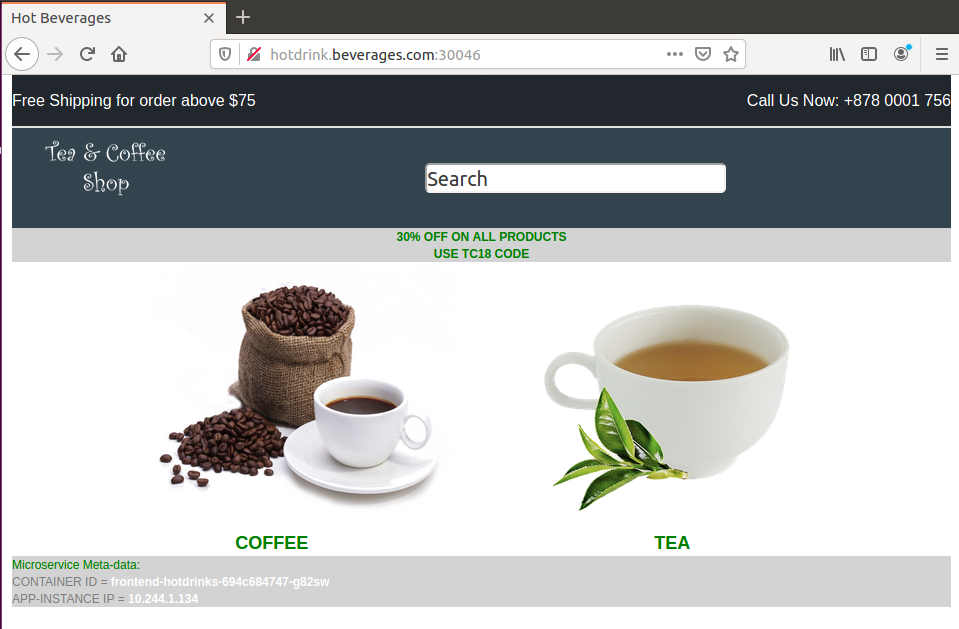 Hot Beverages
hotdrink.beverages.com:30046
Free Shipping for order above $75
Call Us Now: +878 0001 756
Tea & Coffee
Shop
Search
30% OFF ON ALL PRODUCTS
USE TC18 CODE
COFFEE
TEA
Microservice Meta-data:
CONTAINER ID = frontend-hotdrinks-694c684747-g82sw
APP-INSTANCE IP = 10.244.1.134